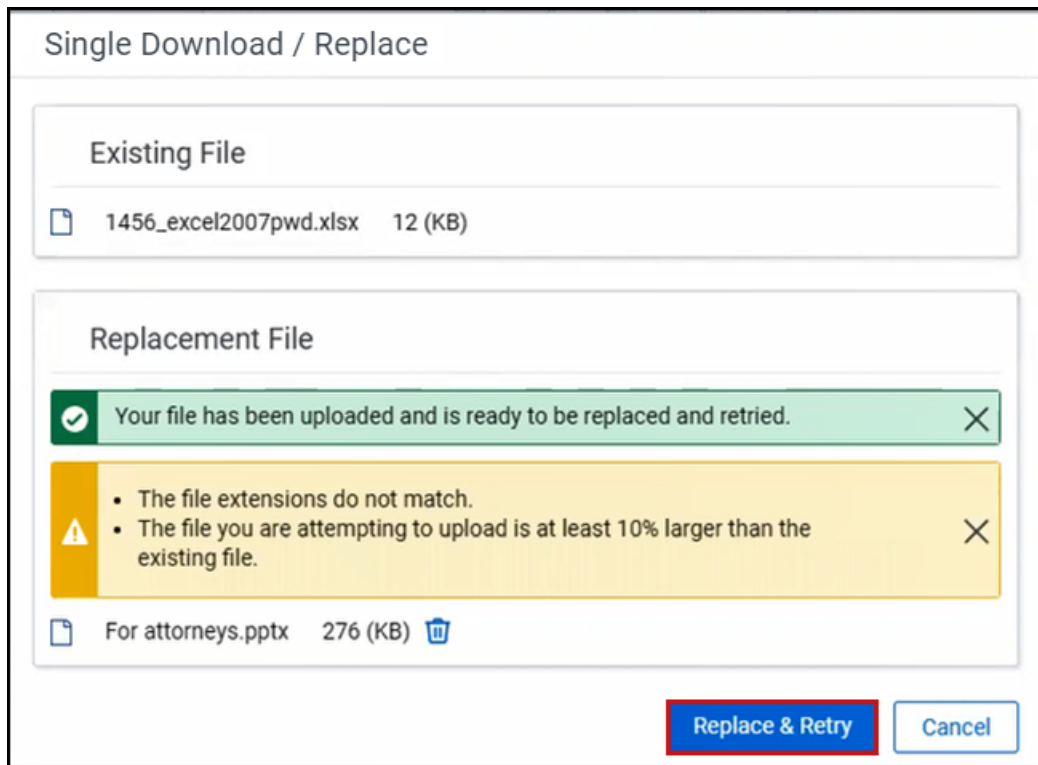 Single Download / Replace
Existing File
1456_excel2007pwd.xlsx 12 (KB)
Replacement File
Your file has been uploaded and is ready to be replaced and retried.
• The file extensions do not match.
• The file you are attempting to upload is at least 10% larger than the
existing file.
For attorneys.pptx 276 (KB)
Replace & Retry Cancel